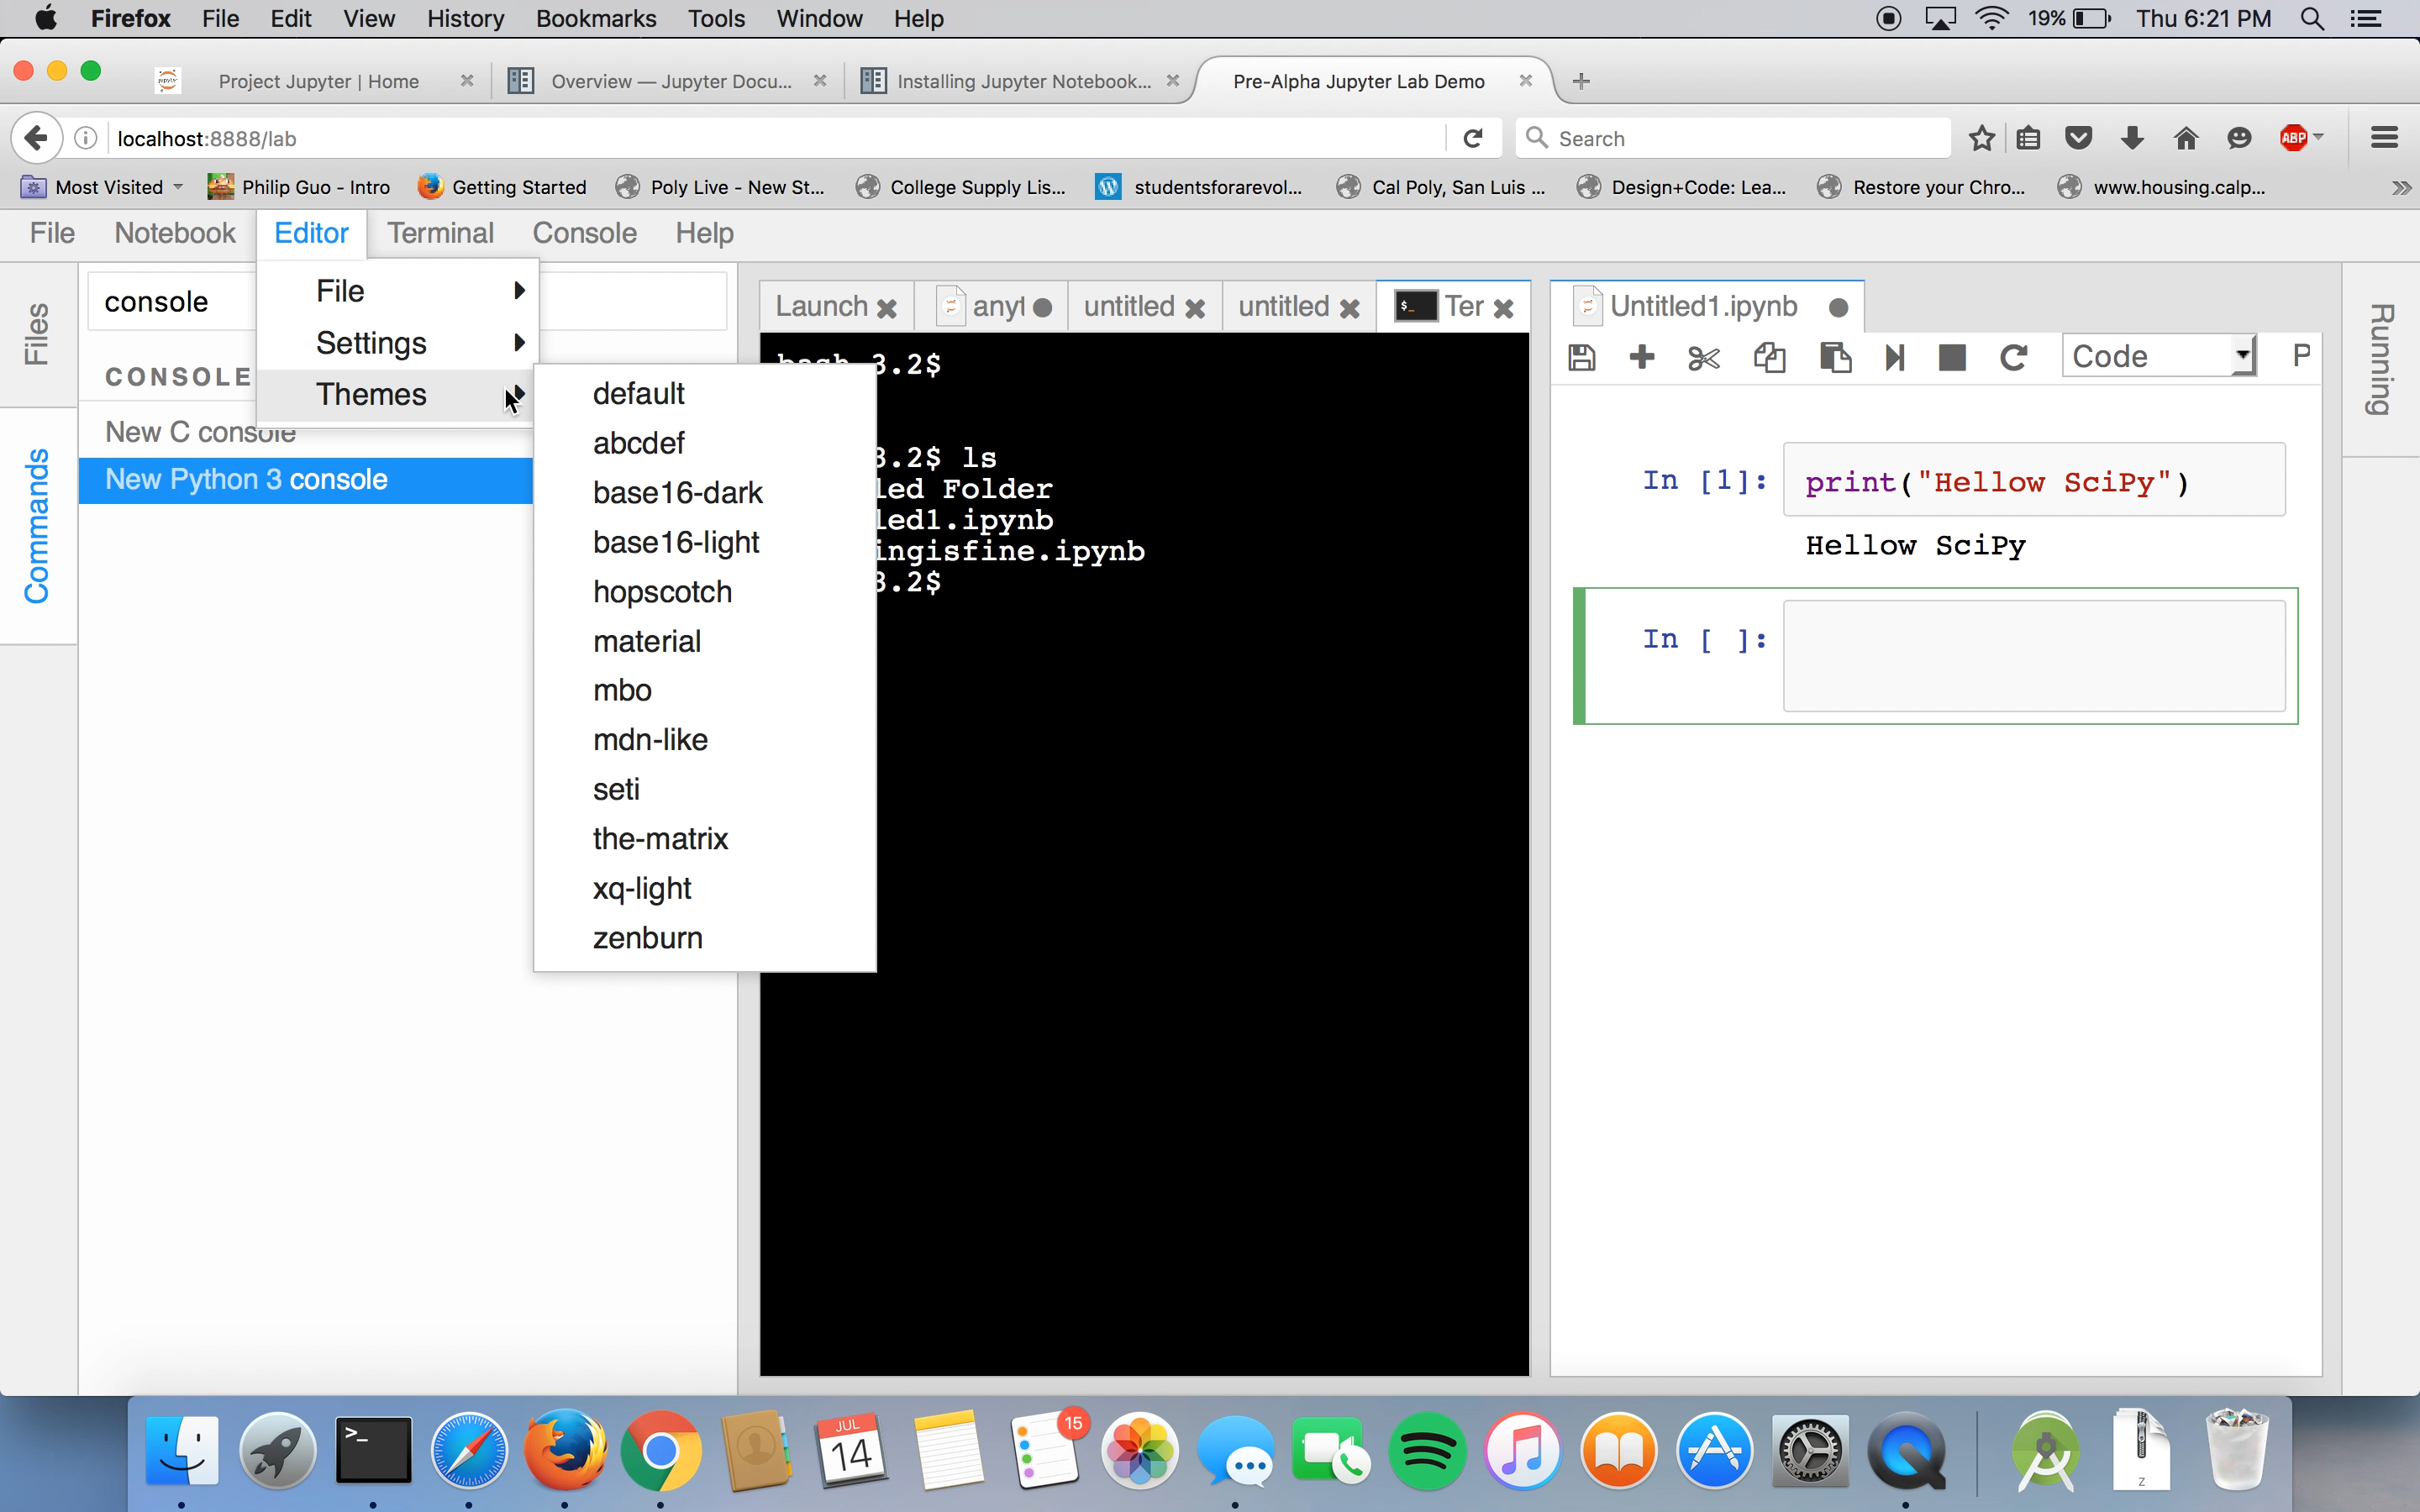 Firefox File Edit View History Bookmarks Tools Window Help 19% Thu 6:21 PM
Project Jupyter | Home Overview — Jupyter Docu... Installing Jupyter Notebook... Pre-Alpha Jupyter Lab Demo
localhost:8888/lab Search ABP
Most Visited Philip Guo - Intro Getting Started Poly Live - New St... College Supply Lis... studentsforarevol... Cal Poly, San Luis ... Design+Code: Lea... Restore your Chro... www.housing.calp...
File Notebook Editor Terminal Console Help
Files
Commands
console
CONSOLE
New C console
New Python 3 console
File
Settings
Themes
default
abcdef
base16-dark
base16-light
hopscotch
material
mbo
mdn-like
seti
the-matrix
xq-light
zenburn
Launch anyt untitled untitled Ter
bash-3.2$
3.2$ ls
led Folder
led1.ipynb
ingisfine.ipynb
3.2$
Untitled1.ipynb
Code P
In [1]: print("Hellow SciPy")
Hellow SciPy
In [ ]:
Running
JUL
14
15
Z